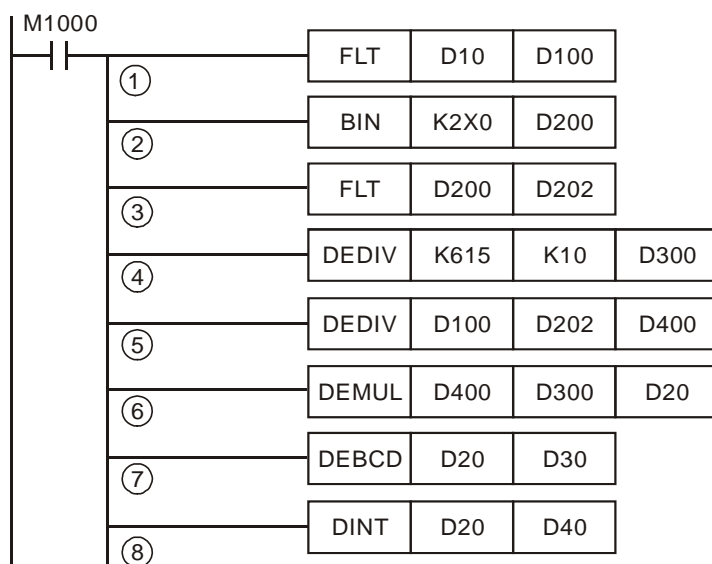 M1000
FLT D10 D100
①
BIN K2X0 D200
②
FLT D200 D202
③
DEDIV K615 K10 D300
④
DEDIV D100 D202 D400
⑤
DEMUL D400 D300 D20
⑥
DEBCD D20 D30
⑦
DINT D20 D40
⑧